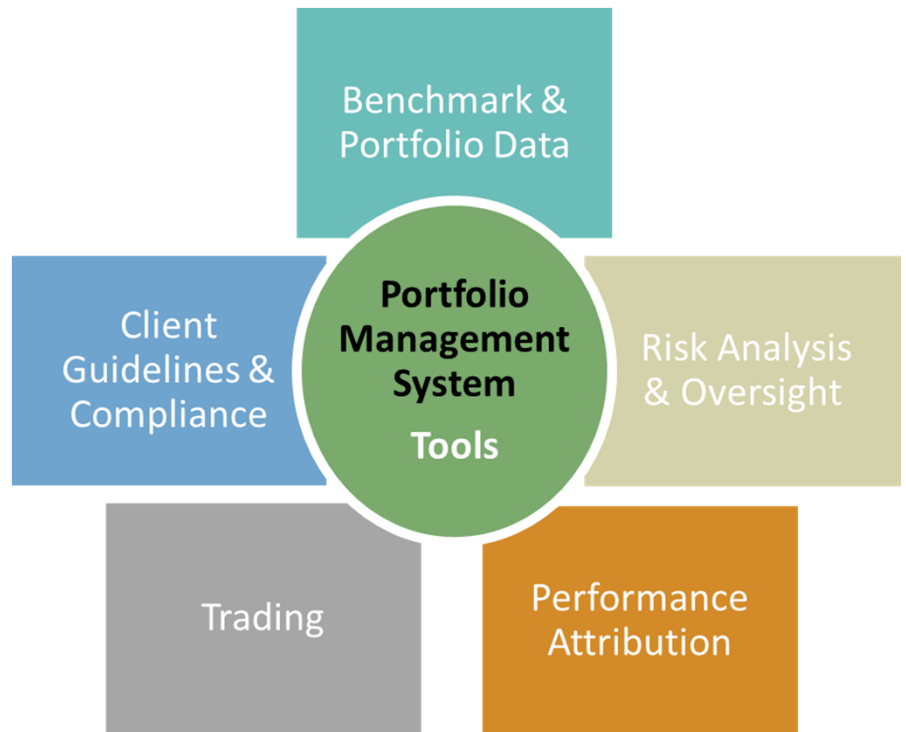 Benchmark &
Portfolio Data
Client
Guidelines &
Compliance
Portfolio
Management
System
Tools
Risk Analysis
& Oversight
Trading
Performance
Attribution